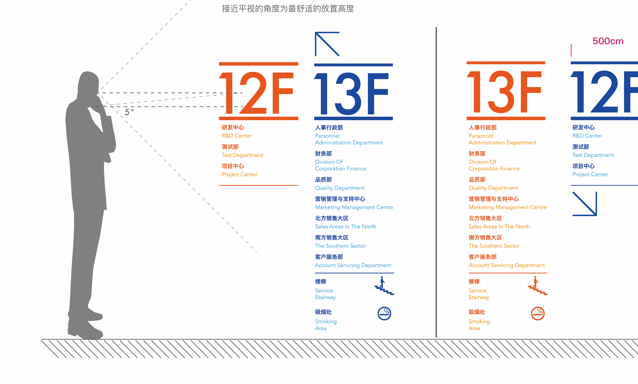 接近平视的角度为最舒适的放置高度
500cm
5°
12F
研发中心
R&D Center
测试部
Test Department
项目中心
Project Center
13F
人事行政部
Personnel
Adminstration Department
财务部
Division Of
Corporation Finance
品质部
Quality Department
营销管理与支持中心
Marketing Management Centre
北方销售大区
Sales Areas In The North
南方销售大区
The Southern Sector
客户服务部
Account Servicing Department
楼梯
Service
Stairway
吸烟处
Smoking
Area
13F
人事行政部
Personnel
Adminstration Department
财务部
Division Of
Corporation Finance
品质部
Quality Department
营销管理与支持中心
Marketing Management Centre
北方销售大区
Sales Areas In The North
南方销售大区
The Southern Sector
客户服务部
Account Servicing Department
楼梯
Service
Stairway
吸烟处
Smoking
Area
12F
研发中心
R&D Center
测试部
Test Department
项目中心
Project Center